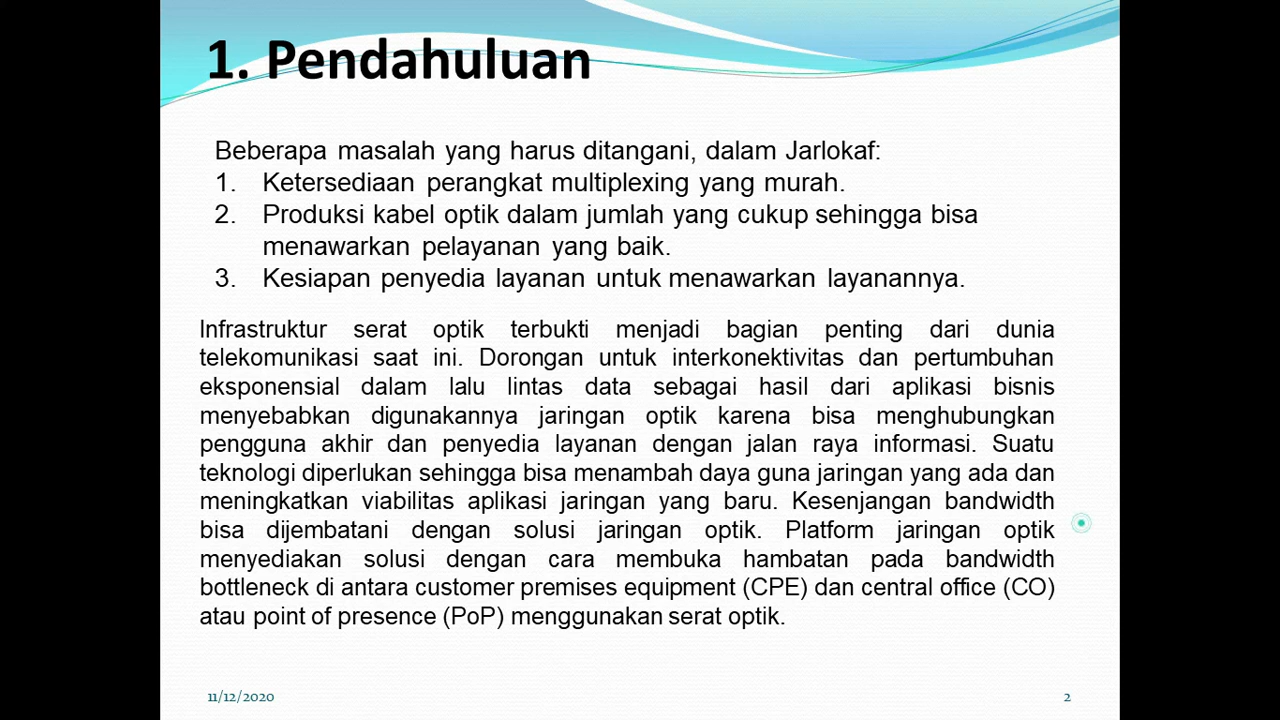 1. Pendahuluan
Beberapa masalah yang harus ditangani, dalam Jarlokaf:
1. Ketersediaan perangkat multiplexing yang murah.
2. Produksi kabel optik dalam jumlah yang cukup sehingga bisa
menawarkan pelayanan yang baik.
3. Kesiapan penyedia layanan untuk menawarkan layanannya.
Infrastruktur serat optik terbukti menjadi bagian penting dari dunia
telekomunikasi saat ini. Dorongan untuk interkonektivitas dan pertumbuhan
eksponensial dalam lalu lintas data sebagai hasil dari aplikasi bisnis
menyebabkan digunakannya jaringan optik karena bisa menghubungkan
pengguna akhir dan penyedia layanan dengan jalan raya informasi. Suatu
teknologi diperlukan sehingga bisa menambah daya guna jaringan yang ada dan
meningkatkan viabilitas aplikasi jaringan yang baru. Kesenjangan bandwidth
bisa dijembatani dengan solusi jaringan optik. Platform jaringan optik
menyediakan solusi dengan cara membuka hambatan pada bandwidth
bottleneck di antara customer premises equipment (CPE) dan central office (CO)
atau point of presence (PoP) menggunakan serat optik.
11/12/2020
2